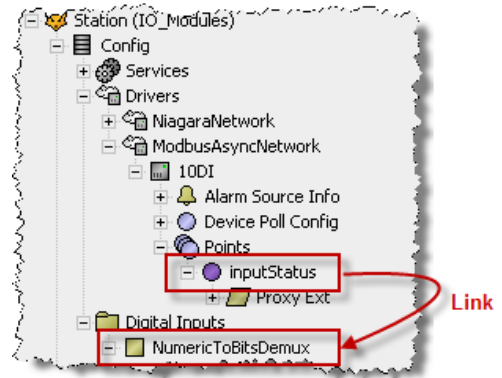 Station (IO_Modules)
Config
Services
Drivers
NiagaraNetwork
ModbusAsyncNetwork
10DI
Alarm Source Info
Device Poll Config
Points
inputStatus
Proxy Ext
Link
Digital Inputs
NumericToBitsDemux